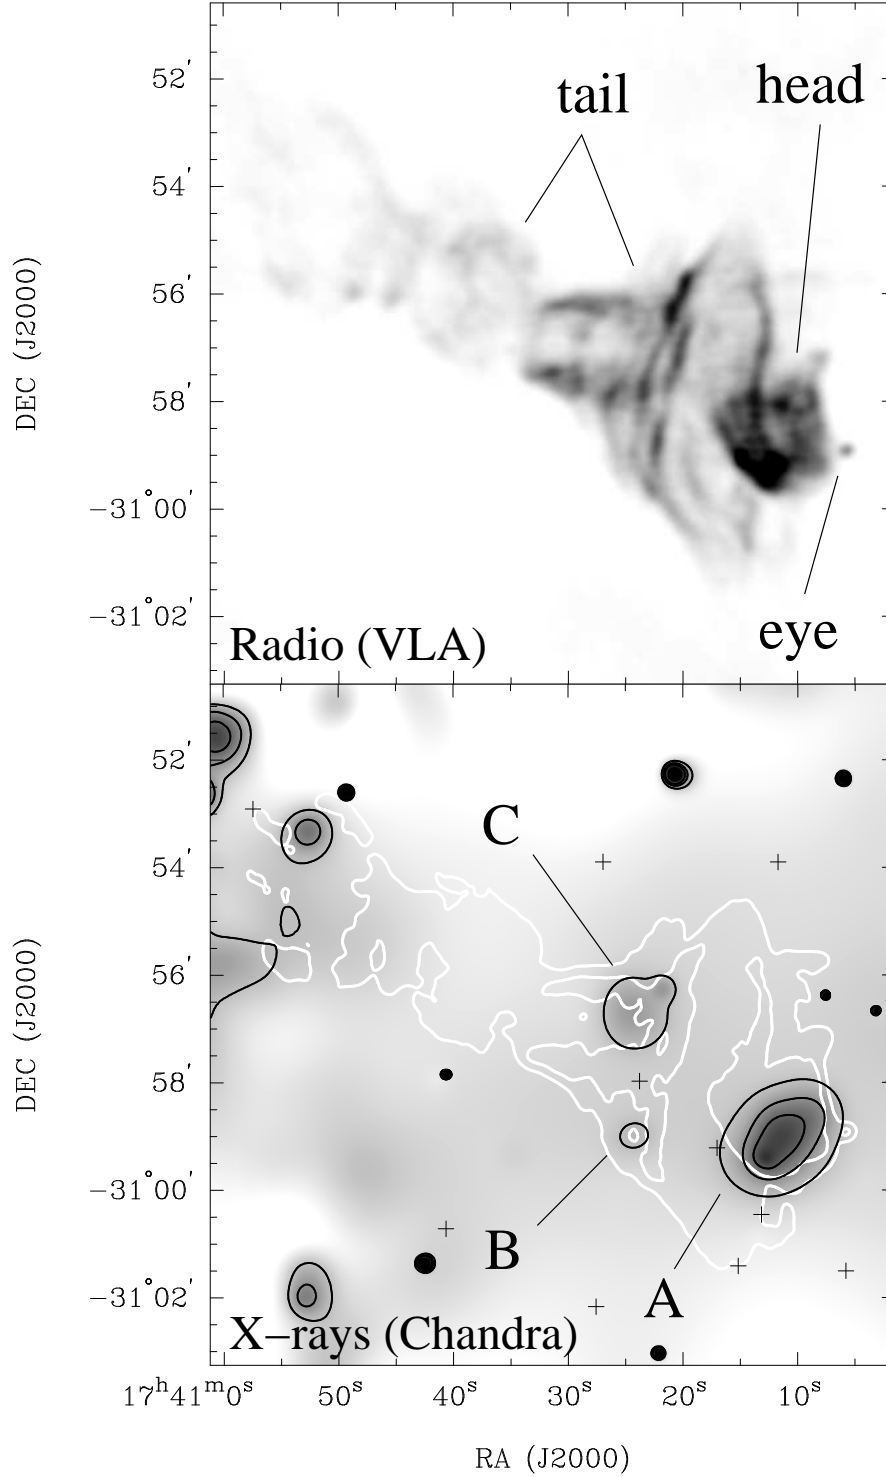 tail
head
52′
54′
56′
58′
−31°00′
−31°02′
DEC (J2000)
eye
Radio (VLA)
52′
54′
56′
58′
−31°00′
−31°02′
DEC (J2000)
C
B
A
X−rays (Chandra)
17ʰ41ᵐ0ˢ 50ˢ 40ˢ 30ˢ 20ˢ 10ˢ
RA (J2000)